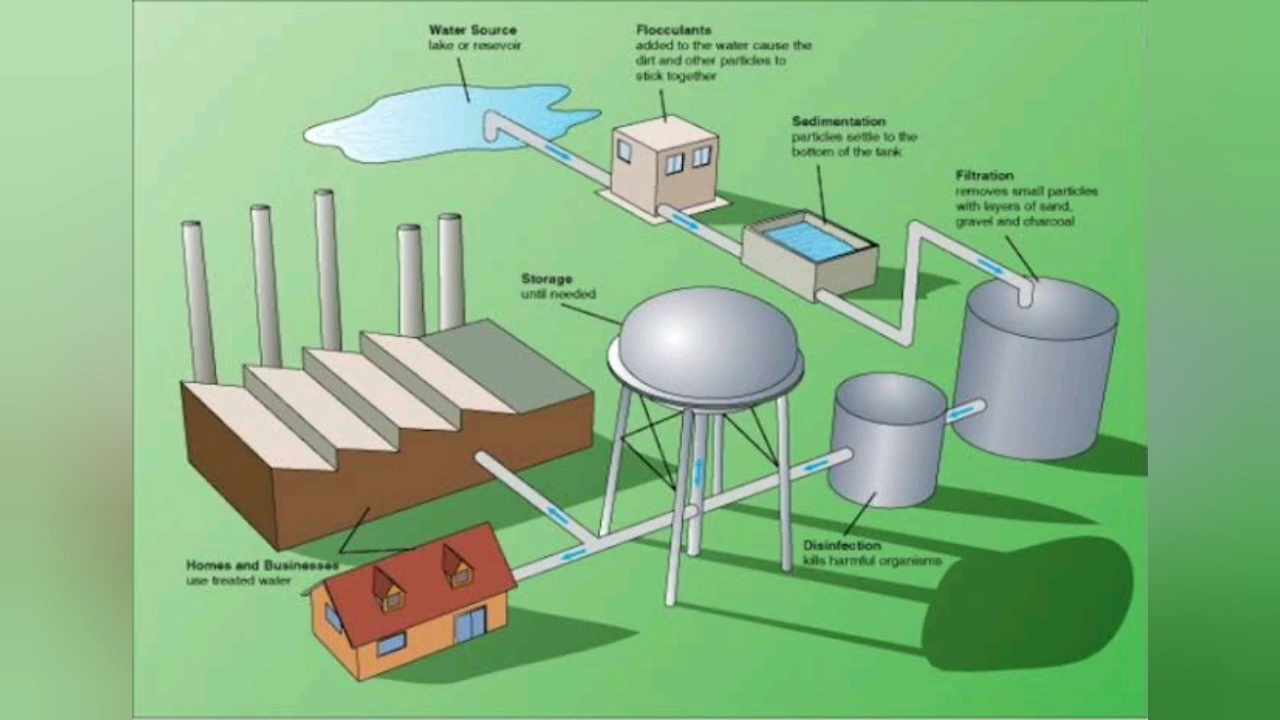 Water Source
lake or resevoir
Flocculants
added to the water cause the
dirt and other particles to
stick together
Sedimentation
particles settle to the
bottom of the tank
Filtration
removes small particles
with layers of sand,
gravel and charcoal
Storage
until needed
Disinfection
kills harmful organisms
Homes and Businesses
use treated water